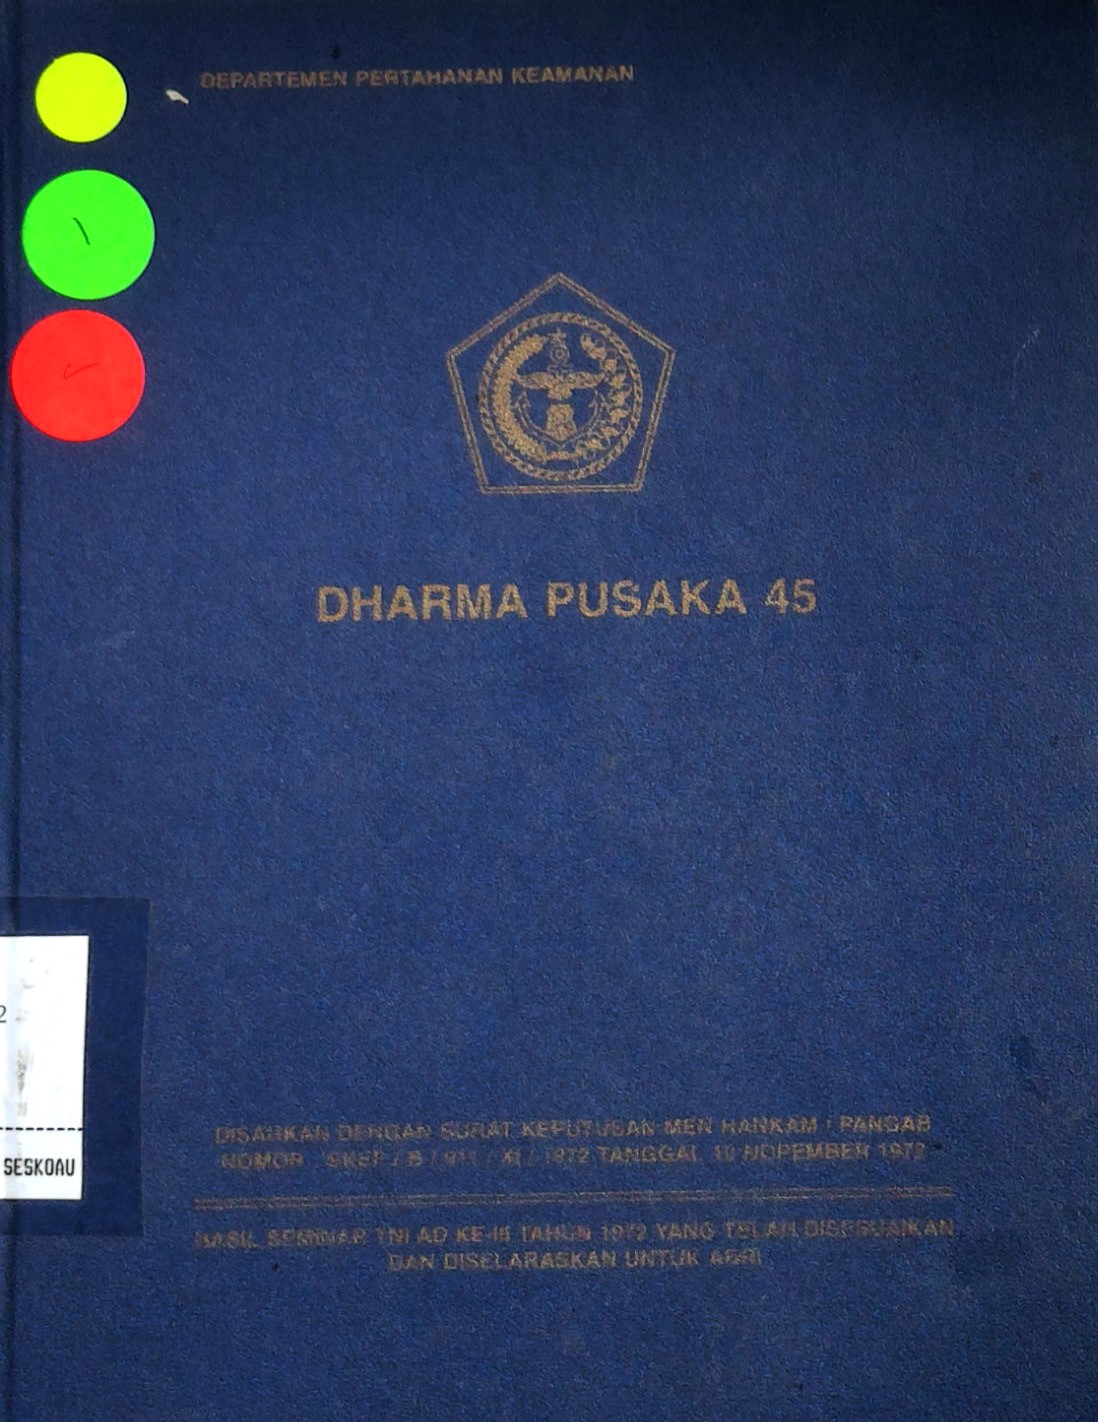 DEPARTEMEN PERTAHANAN KEAMANAN
DHARMA PUSAKA 45
DISAHKAN DENGAN SURAT KEPUTUSAN MEN HANKAM / PANGAB
NOMOR : SKEP / B / 911 / XI / 1972 TANGGAL 10 NOPEMBER 1972
HASIL SEMINAR TNI AD KE-III TAHUN 1972 YANG TELAH DISESUAIKAN
DAN DISELARASKAN UNTUK ABRI
2
SESKOAU